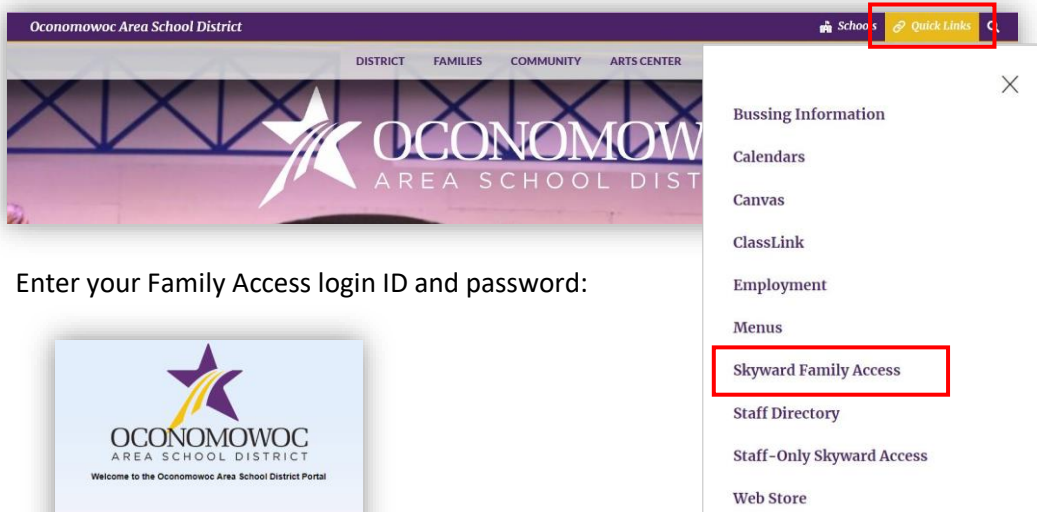 Oconomowoc Area School District
Schools
Quick Links
DISTRICT FAMILIES COMMUNITY ARTS CENTER
OCONOMOW
AREA SCHOOL DIST
Bussing Information
Calendars
Canvas
ClassLink
Employment
Menus
Skyward Family Access
Staff Directory
Staff-Only Skyward Access
Web Store
Enter your Family Access login ID and password:
OCONOMOWOC
AREA SCHOOL DISTRICT
Welcome to the Oconomowoc Area School District Portal